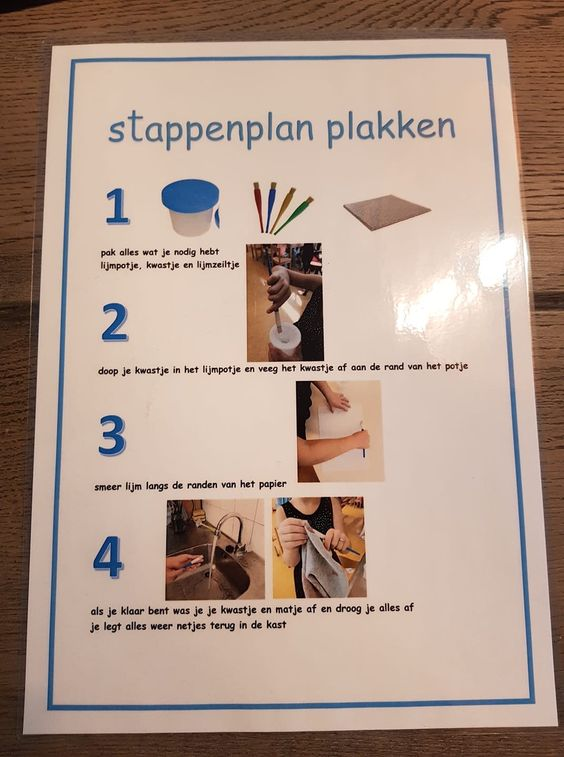 stappenplan plakken
1
pak alles wat je nodig hebt
lijmpotje, kwastje en lijmzeiltje
2
doop je kwastje in het lijmpotje en veeg het kwastje af aan de rand van het potje
3
smeer lijm langs de randen van het papier
4
als je klaar bent was je je kwastje en matje af en droog je alles af
je legt alles weer netjes terug in de kast